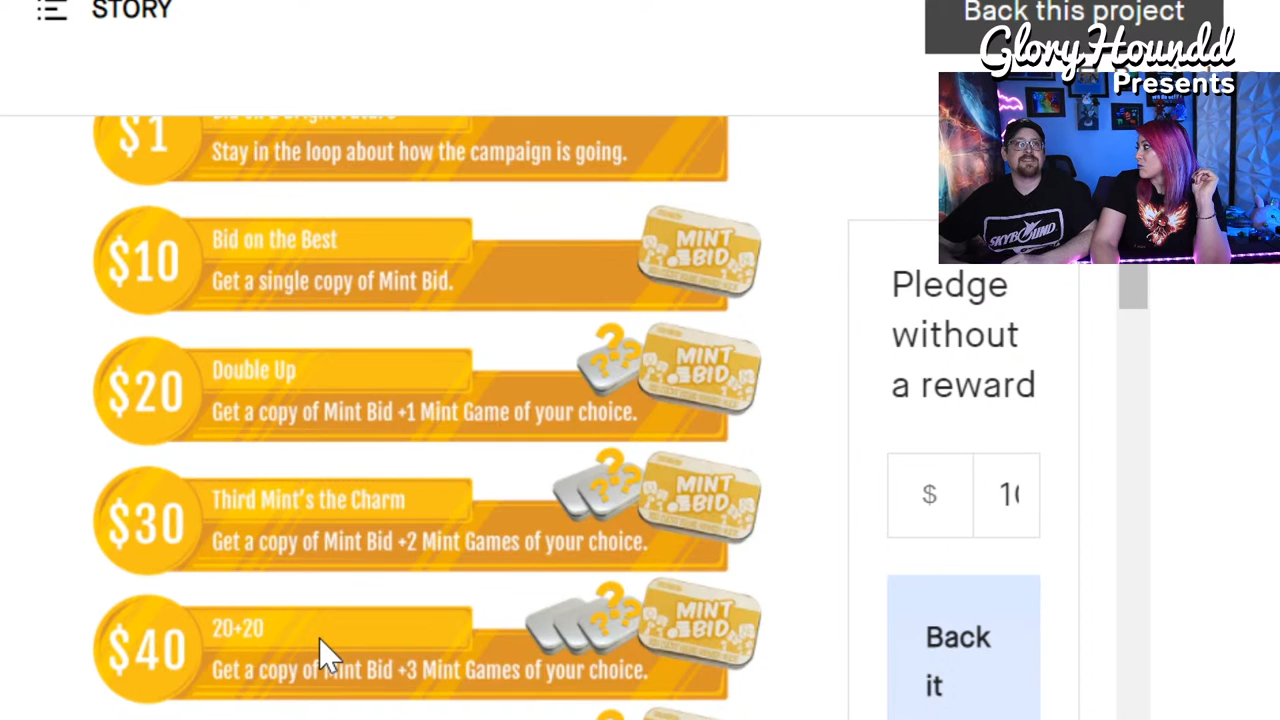 STORY
Back this project
GloryHoundd
Presents
$1
Stay in the loop about how the campaign is going.
SKYBOUND
$10
Bid on the Best
Get a single copy of Mint Bid.
MINT
BID
Pledge
without
a reward
$20
Double Up
Get a copy of Mint Bid +1 Mint Game of your choice.
???
MINT
BID
$30
Third Mint's the Charm
Get a copy of Mint Bid +2 Mint Games of your choice.
???
MINT
BID
$
$40
20+20
Get a copy of Mint Bid +3 Mint Games of your choice.
???
MINT
BID
Back
it